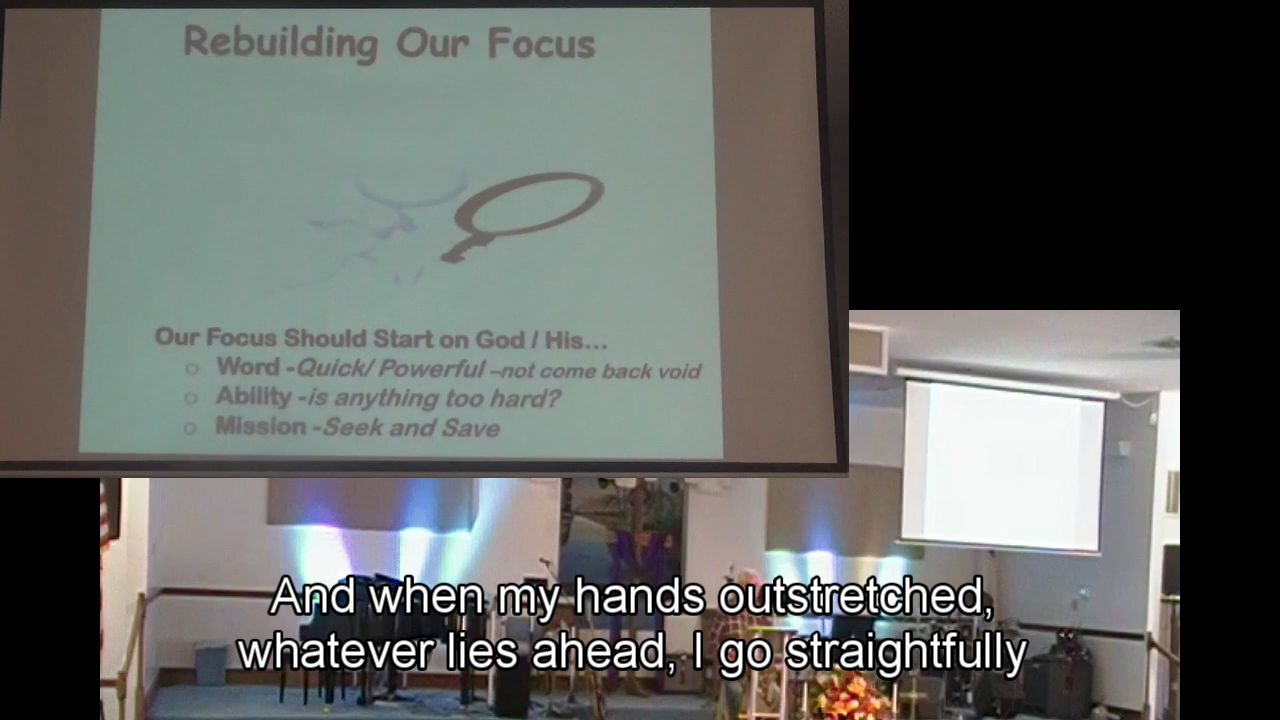 Rebuilding Our Focus
Our Focus Should Start on God / His...
Word -Quick/ Powerful –not come back void
Ability -is anything too hard?
Mission -Seek and Save
And when my hands outstretched,
whatever lies ahead, I go straightfully